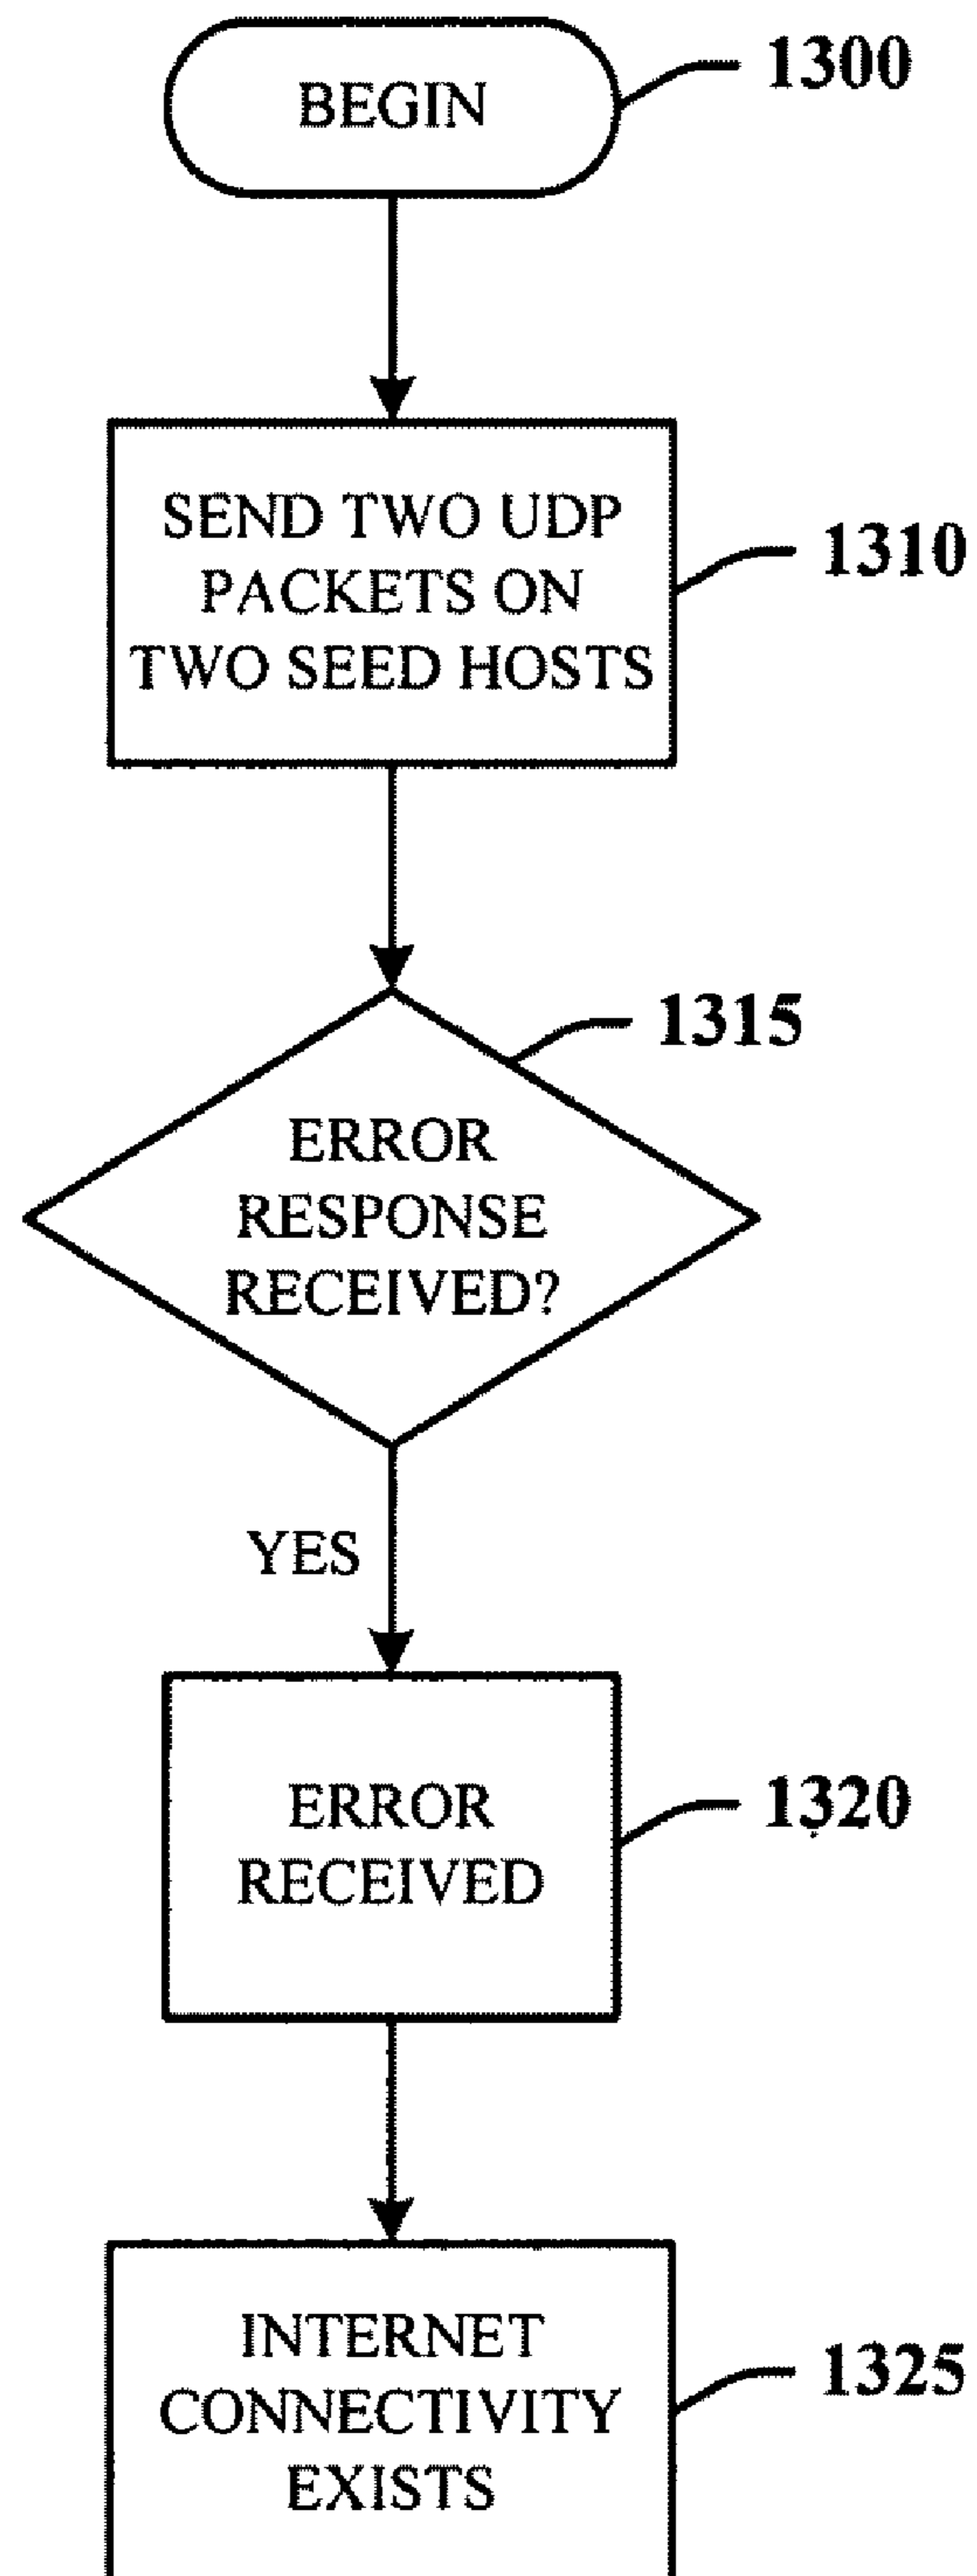 BEGIN
1300
SEND TWO UDP
PACKETS ON
TWO SEED HOSTS
1310
1315
ERROR
RESPONSE
RECEIVED?
YES
ERROR
RECEIVED
1320
INTERNET
CONNECTIVITY
EXISTS
1325